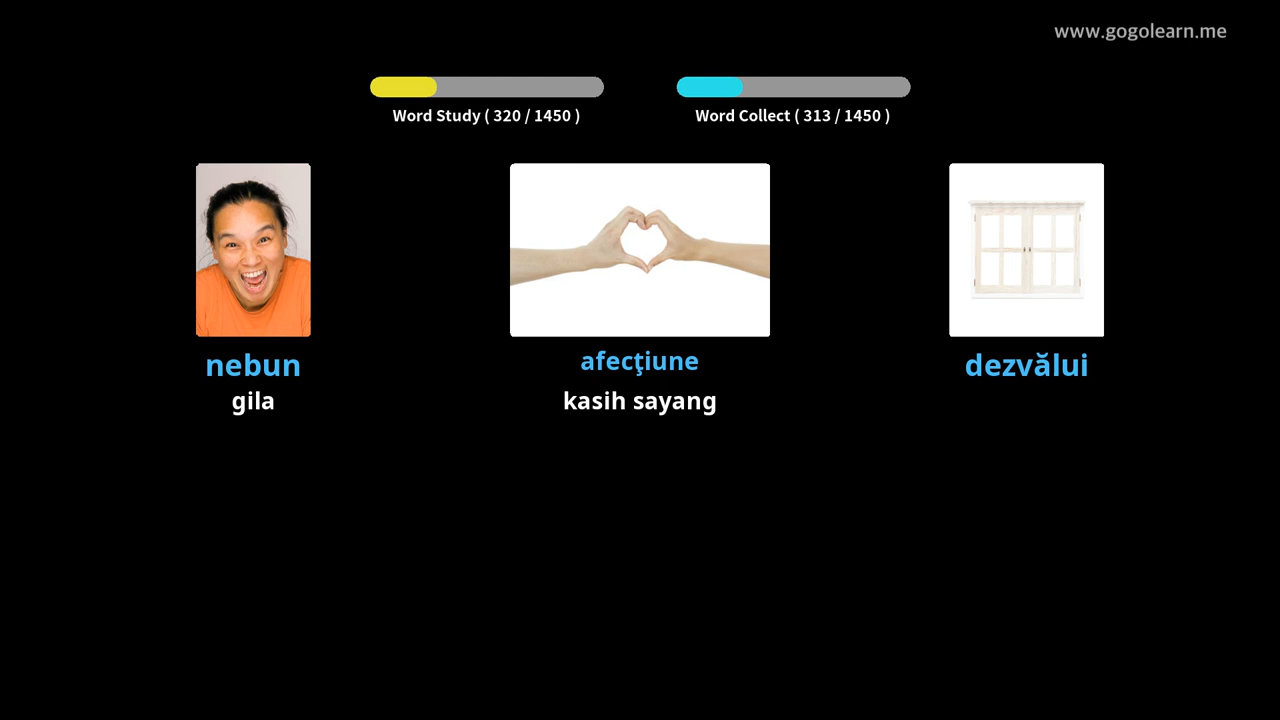 www.gogolearn.me
Word Study ( 320 / 1450 )
Word Collect ( 313 / 1450 )
nebun
gila
afecţiune
kasih sayang
dezvălui